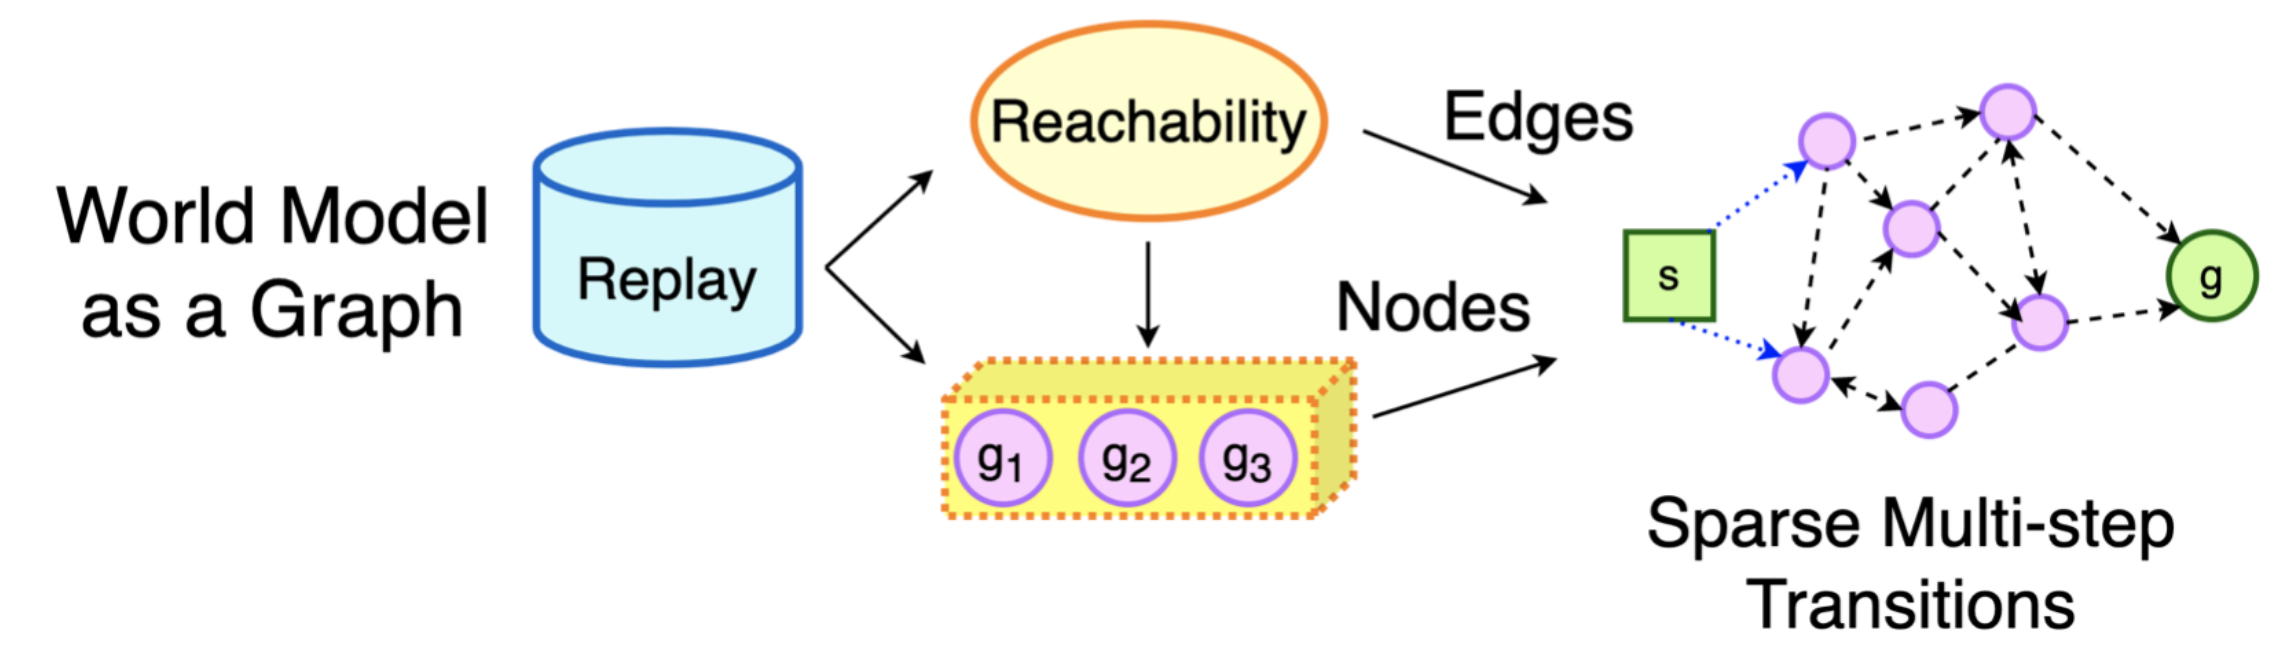 World Model
as a Graph
Replay
Reachability
g1 g2 g3
Edges
Nodes
s
g
Sparse Multi-step
Transitions